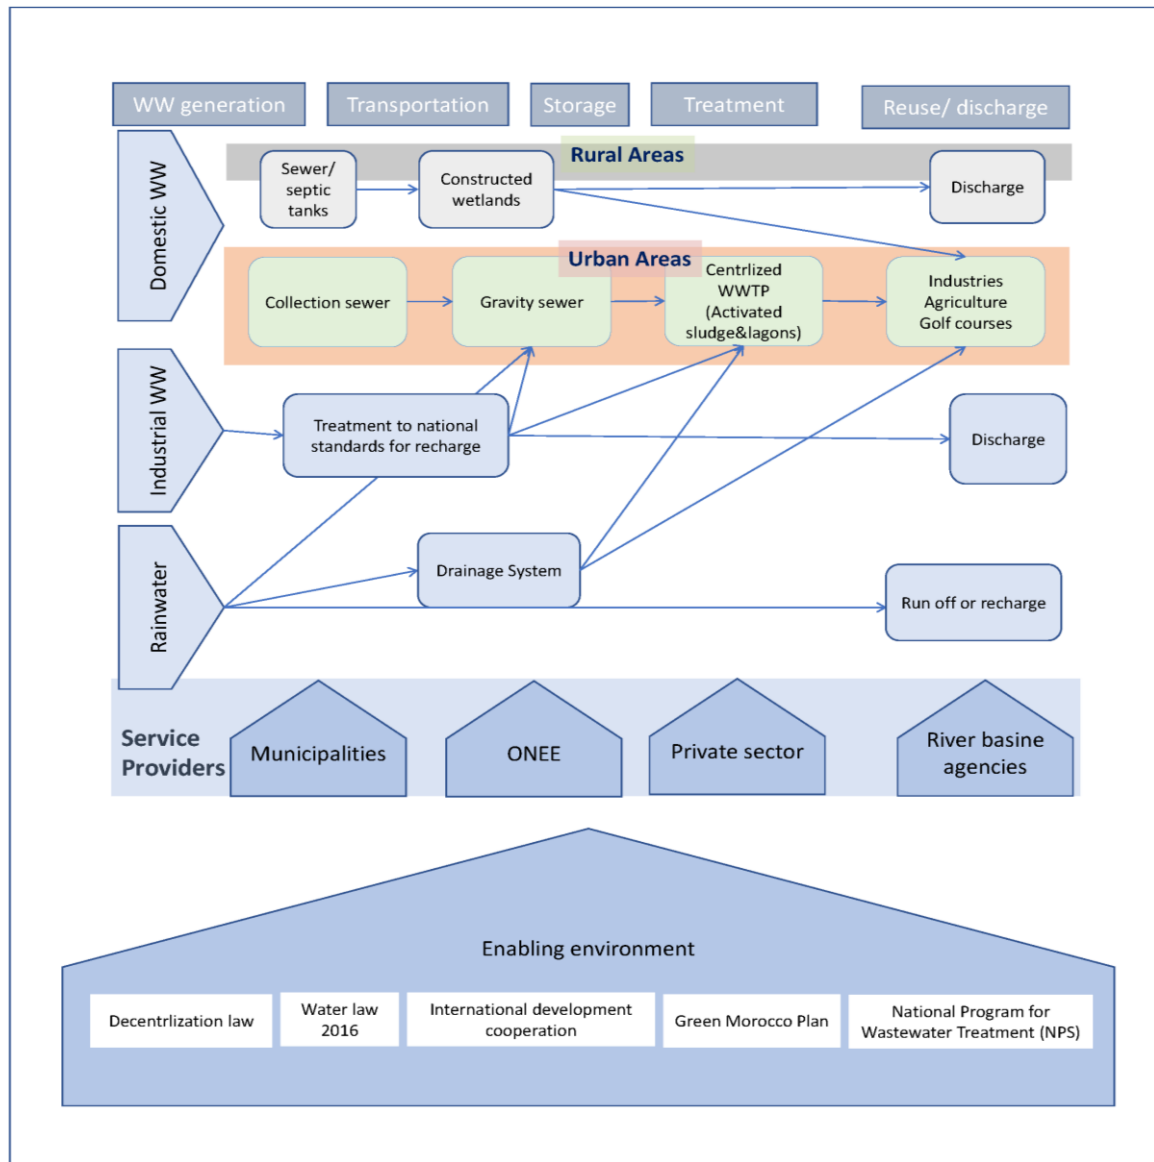 WW generation
Transportation
Storage
Treatment
Reuse/ discharge
Domestic WW
Rural Areas
Sewer/
septic
tanks
Constructed
wetlands
Discharge
Urban Areas
Collection sewer
Gravity sewer
Centrlized
WWTP
(Activated
sludge&lagons)
Industries
Agriculture
Golf courses
Industrial WW
Treatment to national
standards for recharge
Discharge
Rainwater
Drainage System
Run off or recharge
Service
Providers
Municipalities
ONEE
Private sector
River basine
agencies
Enabling environment
Decentrlization law
Water law
2016
International development
cooperation
Green Morocco Plan
National Program for
Wastewater Treatment (NPS)